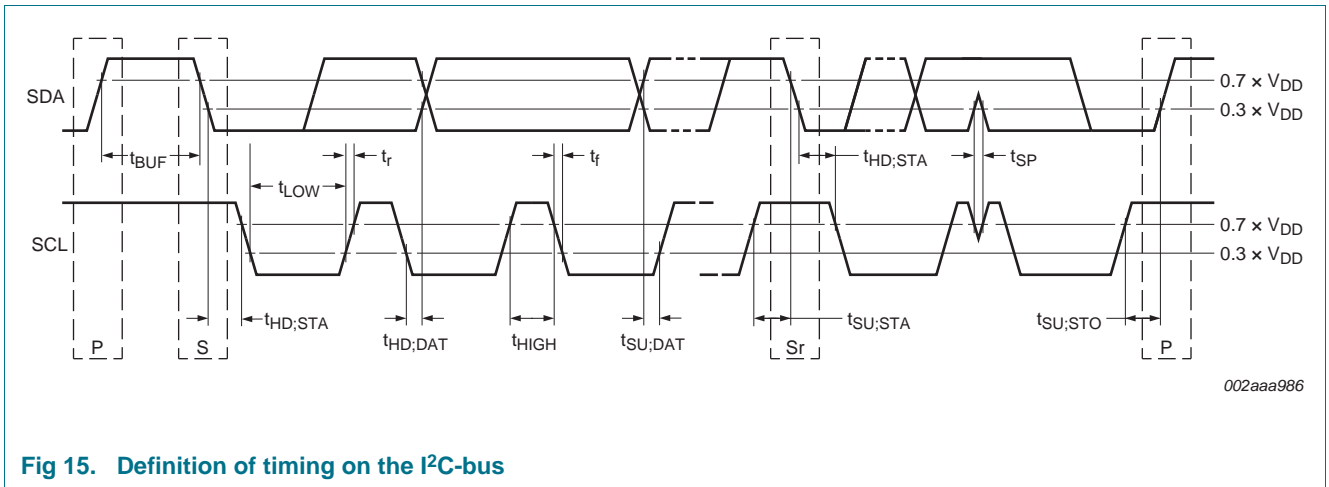 SDA
0.7 × VDD
0.3 × VDD
tBUF
tLOW
tr
tf
tHD;STA
tSP
SCL
0.7 × VDD
0.3 × VDD
tHD;STA
tHD;DAT
tHIGH
tSU;DAT
tSU;STA
tSU;STO
P
S
Sr
P
002aaa986
Fig 15. Definition of timing on the I²C-bus